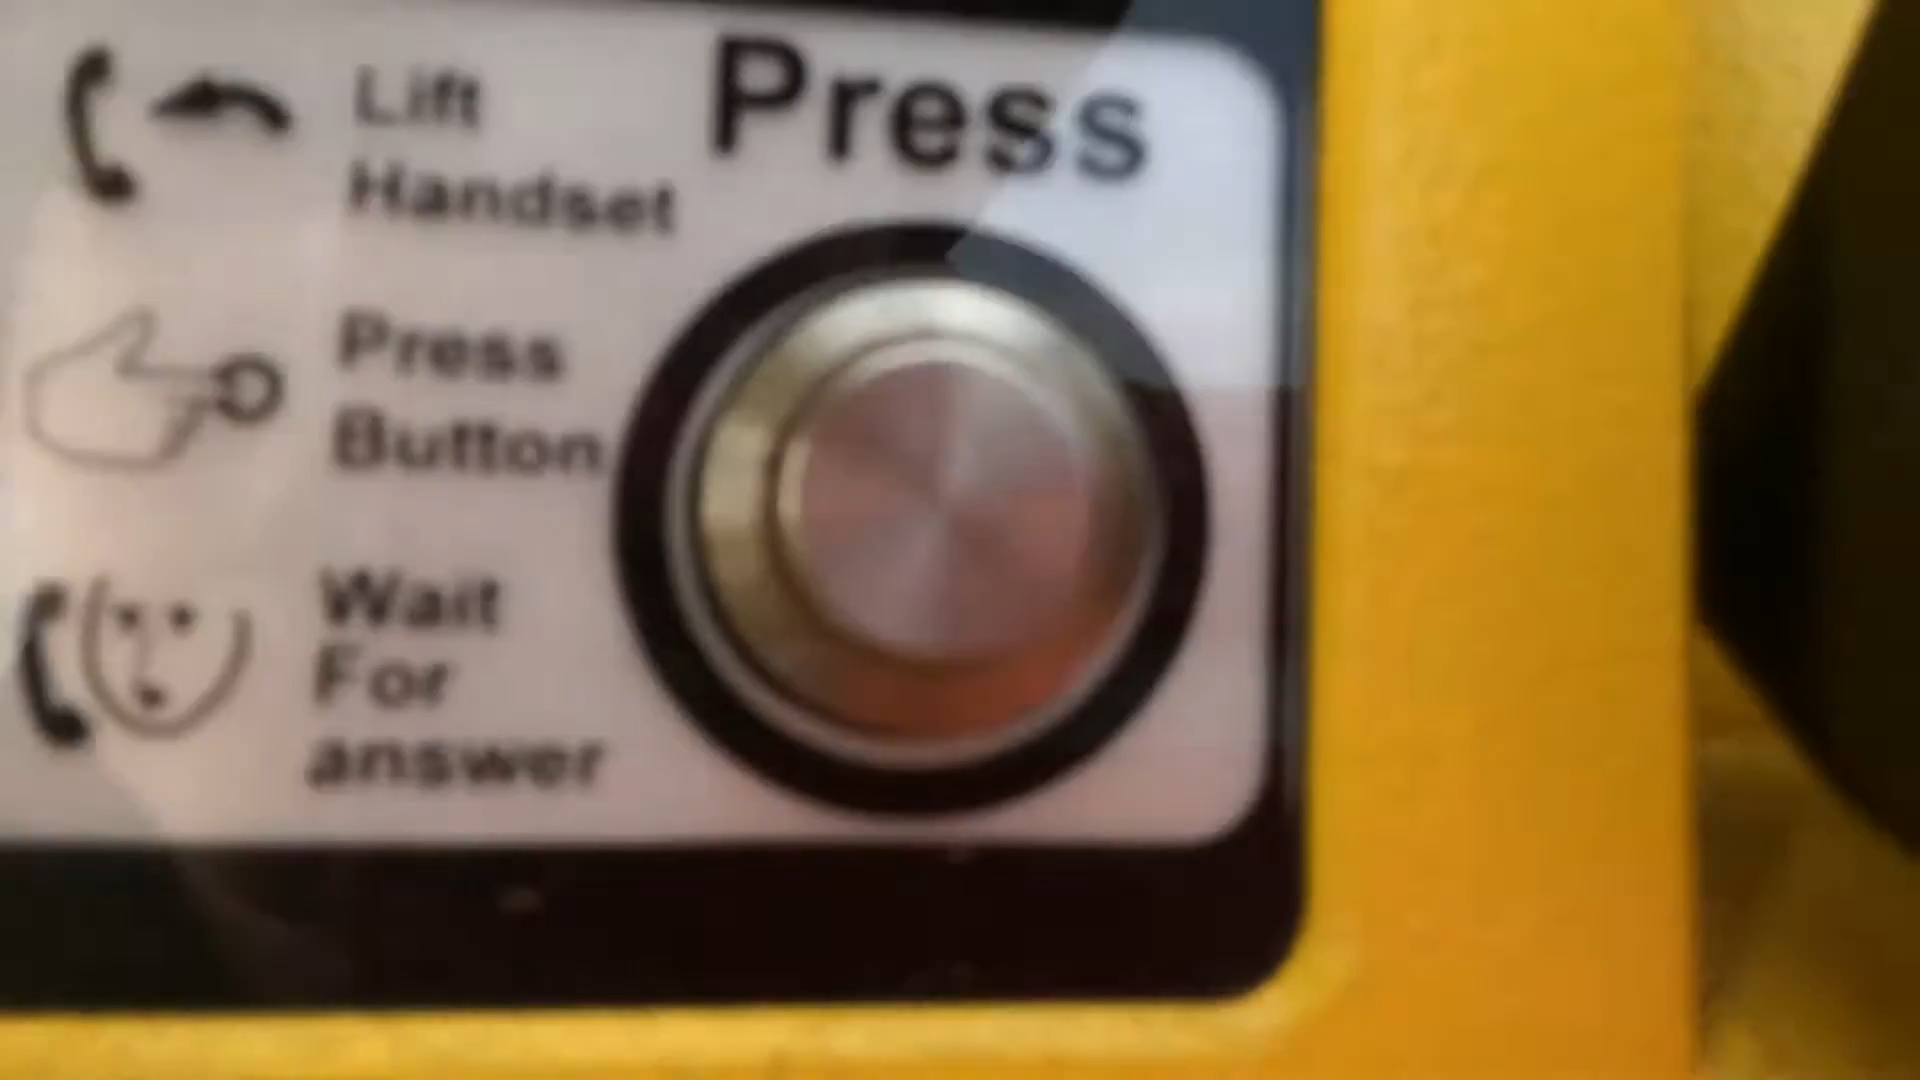 Lift
Handset
Press
Press
Button
Wait
For
answer